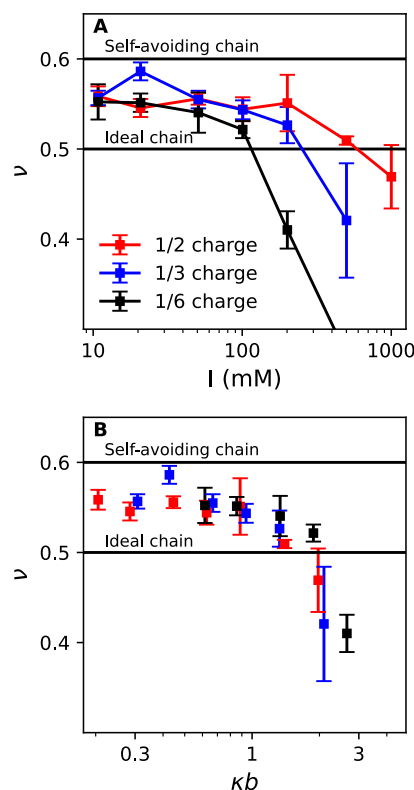 A
Self-avoiding chain
0.6
Ideal chain
0.5
ν
0.4
1/2 charge
1/3 charge
1/6 charge
10
100
1000
I (mM)
B
Self-avoiding chain
0.6
Ideal chain
0.5
ν
0.4
0.3
1
3
κb